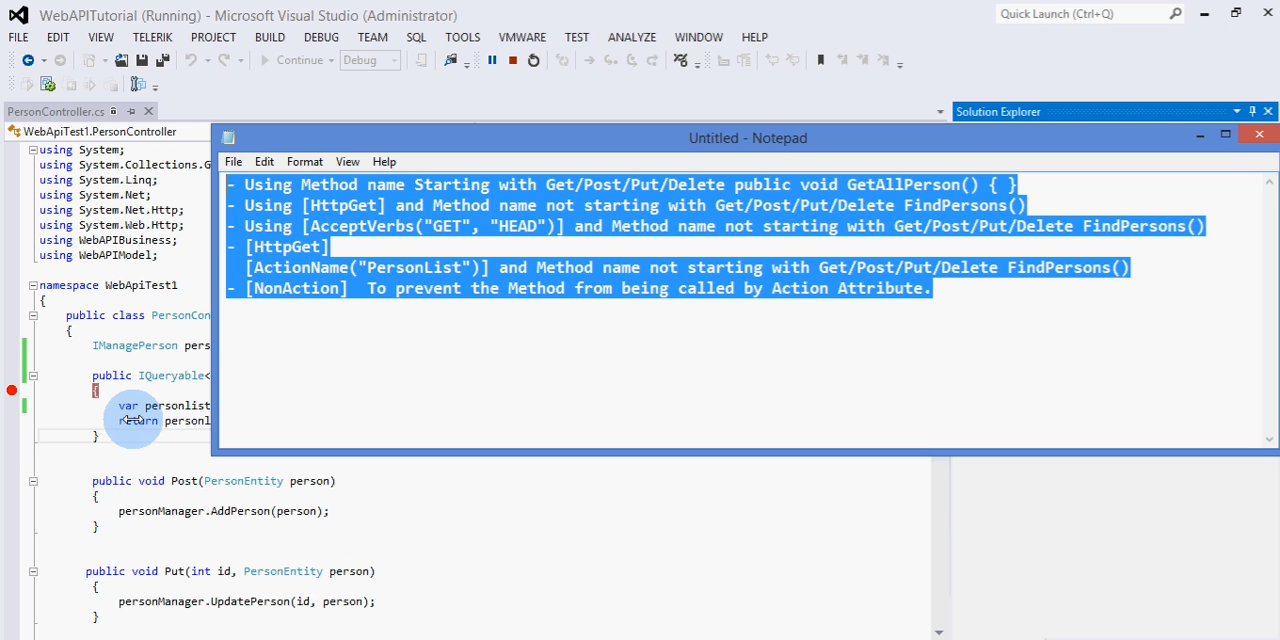 WebAPITutorial (Running) - Microsoft Visual Studio (Administrator)
Quick Launch (Ctrl+Q)
FILE EDIT VIEW TELERIK PROJECT BUILD DEBUG TEAM SQL TOOLS VMWARE TEST ANALYZE WINDOW HELP
Continue Debug
PersonController.cs
Solution Explorer
WebApiTest1.PersonController
Untitled - Notepad
File Edit Format View Help
- Using Method name Starting with Get/Post/Put/Delete public void GetAllPerson() { }
- Using [HttpGet] and Method name not starting with Get/Post/Put/Delete FindPersons()
- Using [AcceptVerbs("GET", "HEAD")] and Method name not starting with Get/Post/Put/Delete FindPersons()
- [HttpGet]
[ActionName("PersonList")] and Method name not starting with Get/Post/Put/Delete FindPersons()
- [NonAction]  To prevent the Method from being called by Action Attribute.
using System;
using System.Collections.G
using System.Linq;
using System.Net;
using System.Net.Http;
using System.Web.Http;
using WebAPIBusiness;
using WebAPIModel;
namespace WebApiTest1
{
public class PersonCon
{
IManagePerson pers
public IQueryable<
{
var personlist
return personl
}
public void Post(PersonEntity person)
{
personManager.AddPerson(person);
}
public void Put(int id, PersonEntity person)
{
personManager.UpdatePerson(id, person);
}